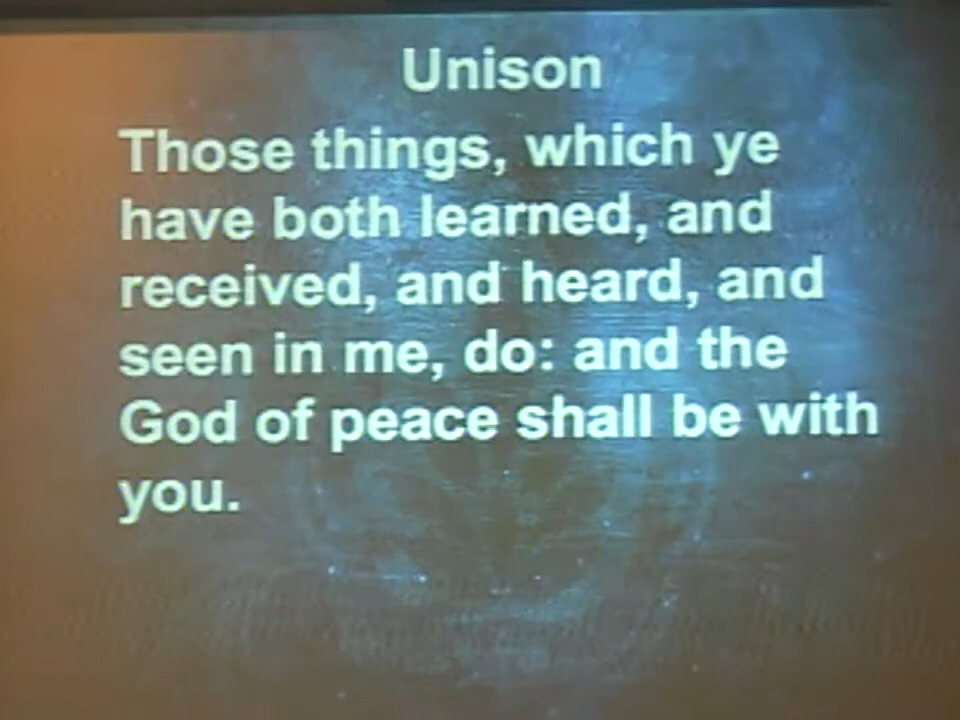 Unison
Those things, which ye
have both learned, and
received, and heard, and
seen in me, do: and the
God of peace shall be with
you.